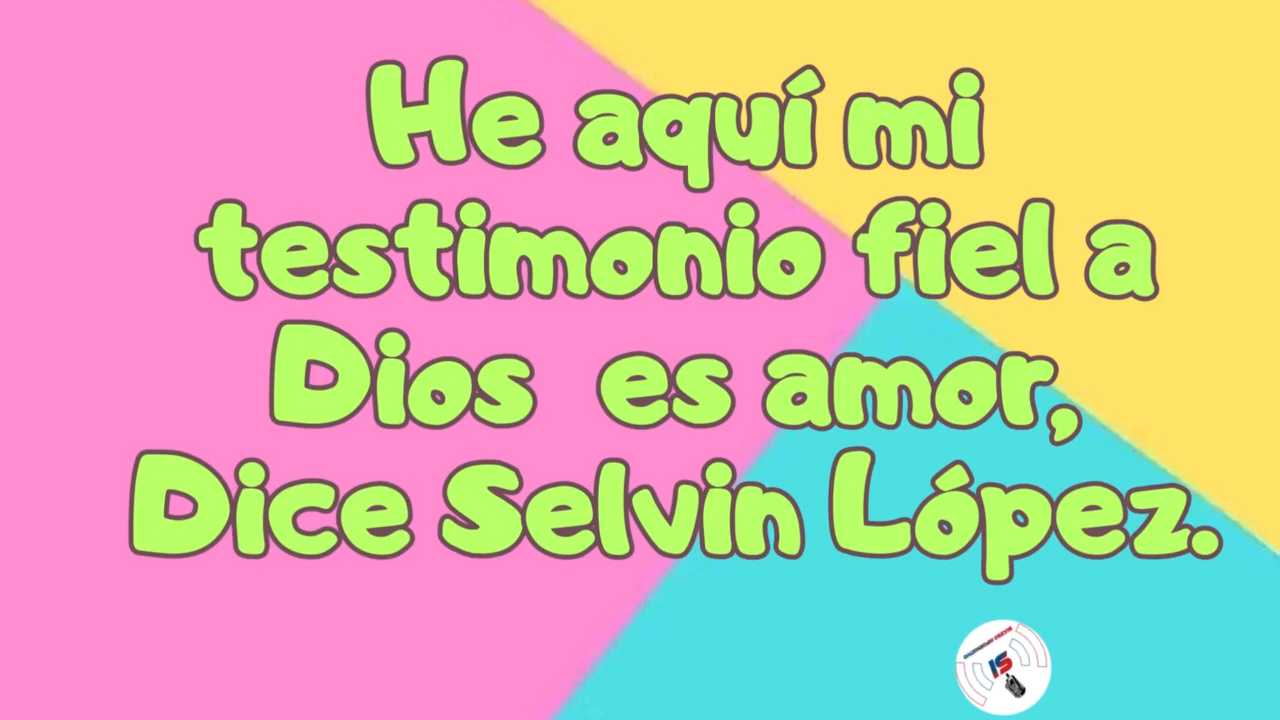 He aquí mi
testimonio fiel a
Dios  es amor,
Dice Selvin López.